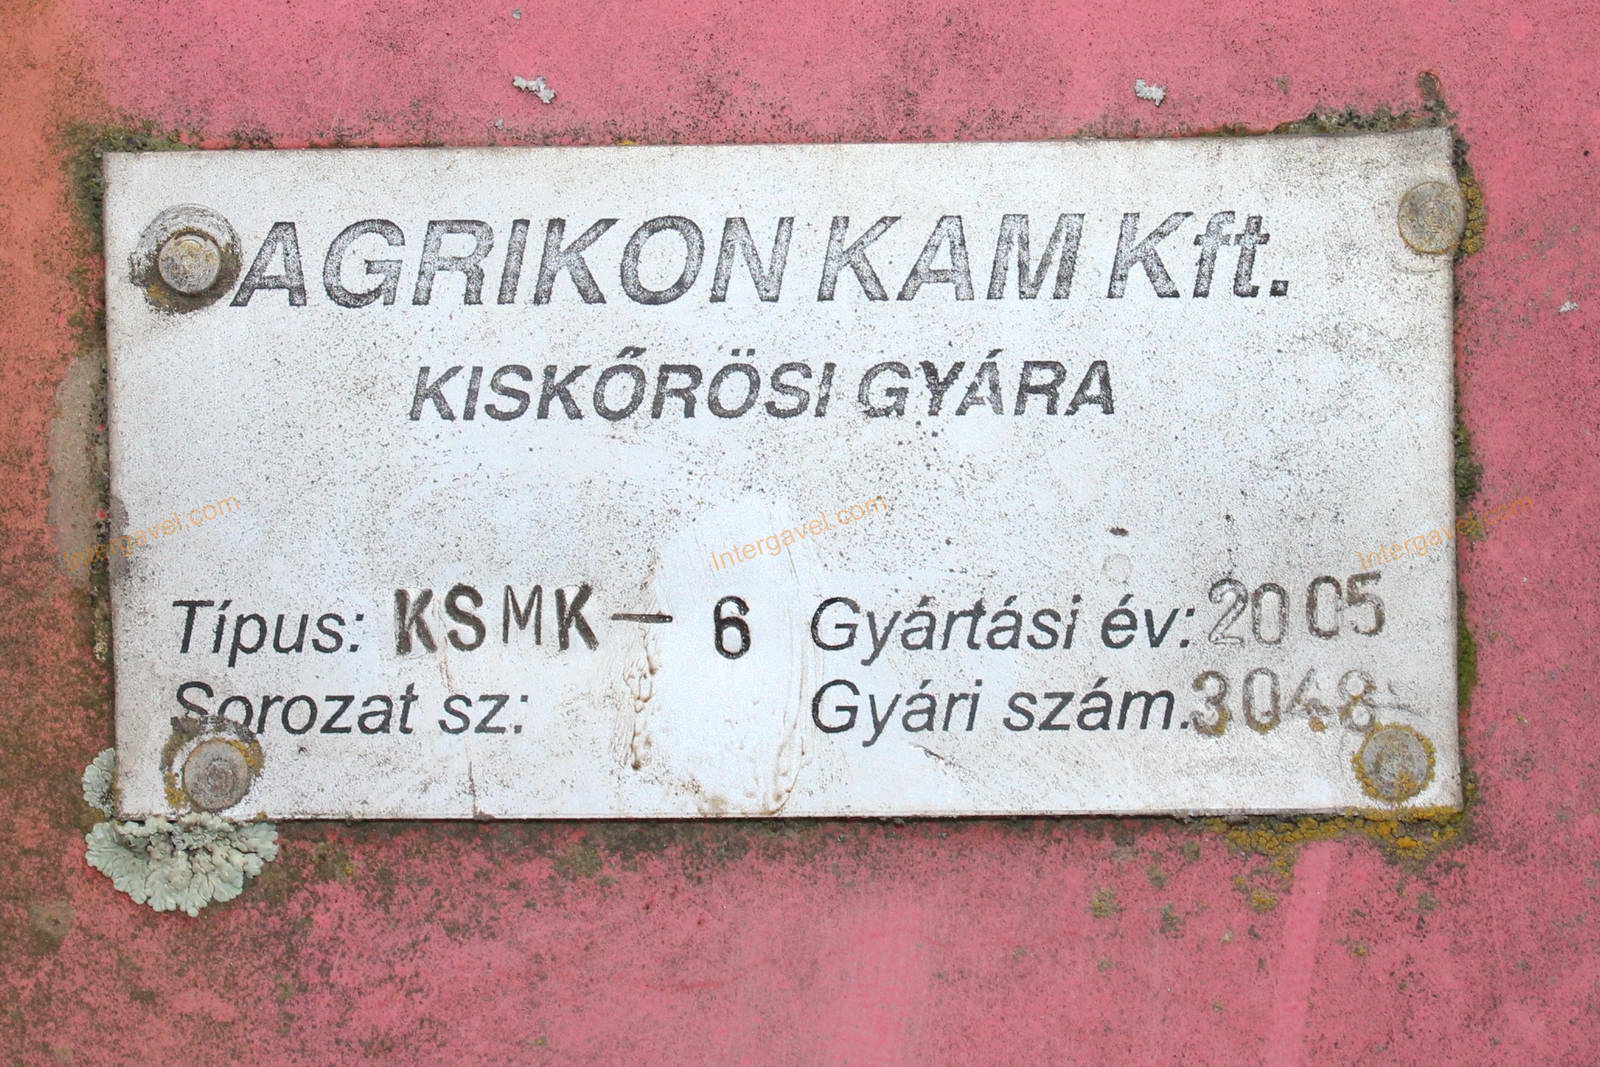 AGRIKON KAM Kft.
KISKŐRÖSI GYÁRA
Típus: KSMK- 6 Gyártási év: 2005
Sorozat sz: Gyári szám. 3048
Intergavel.com Intergavel.com Intergavel.com